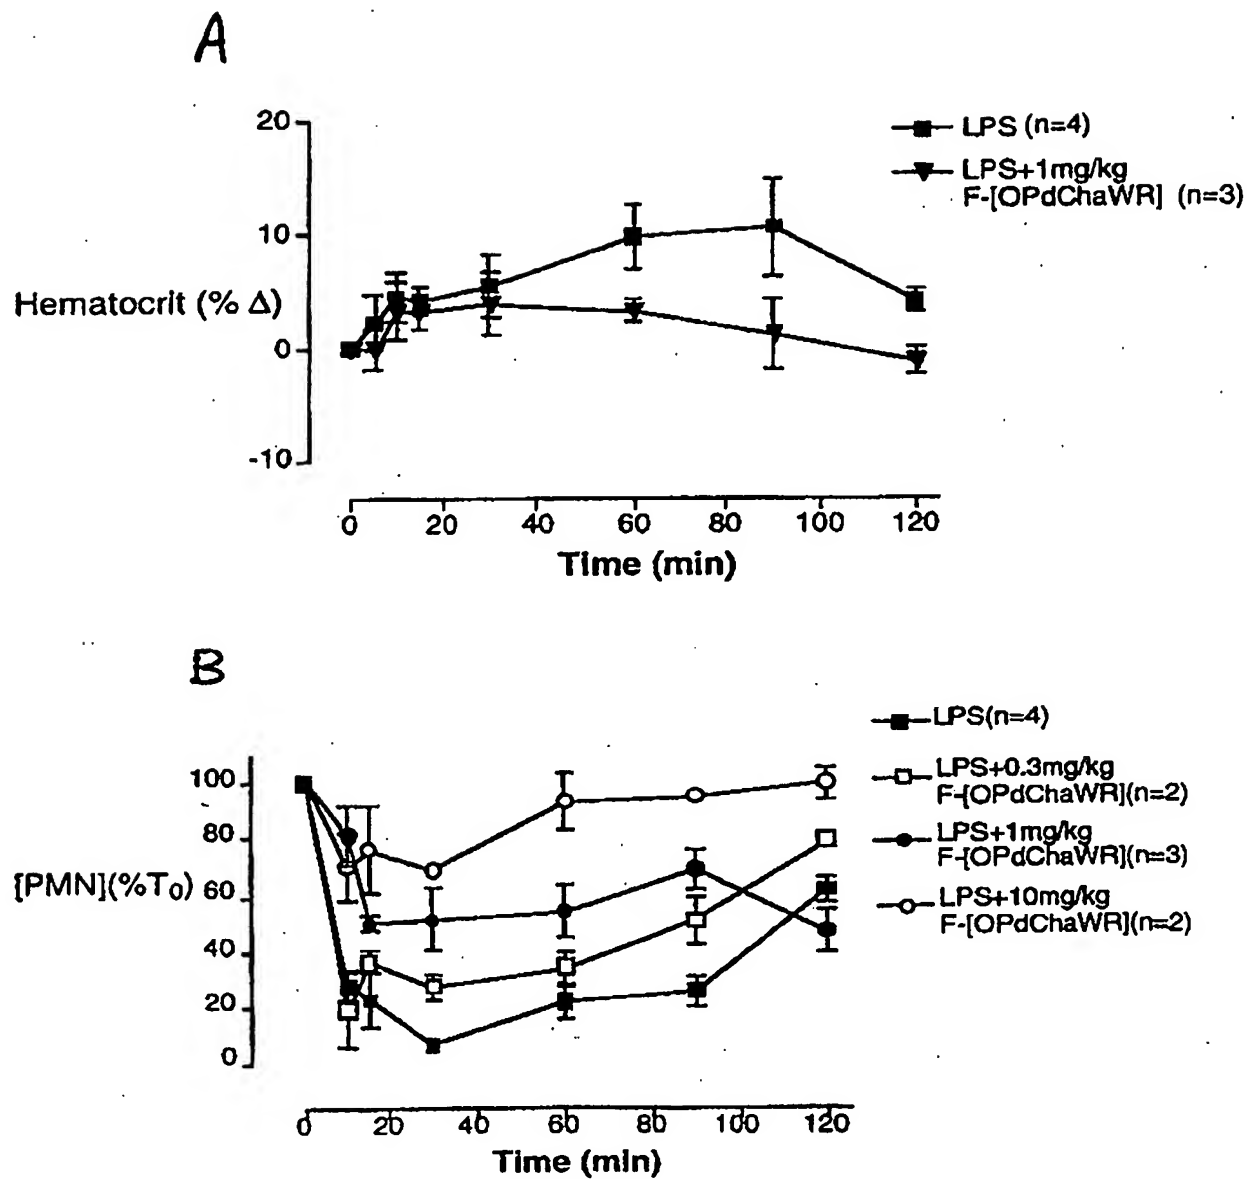 A
20
10
Hematocrit (% Δ)
0
-10
LPS (n=4)
LPS+1mg/kg
F-[OPdChaWR] (n=3)
0 20 40 60 80 100 120
Time (min)
B
LPS(n=4)
LPS+0.3mg/kg
F-[OPdChaWR](n=2)
LPS+1mg/kg
F-[OPdChaWR](n=3)
LPS+10mg/kg
F-[OPdChaWR](n=2)
100
80
[PMN](%T₀)
60
40
20
0
0 20 40 60 80 100 120
Time (min)